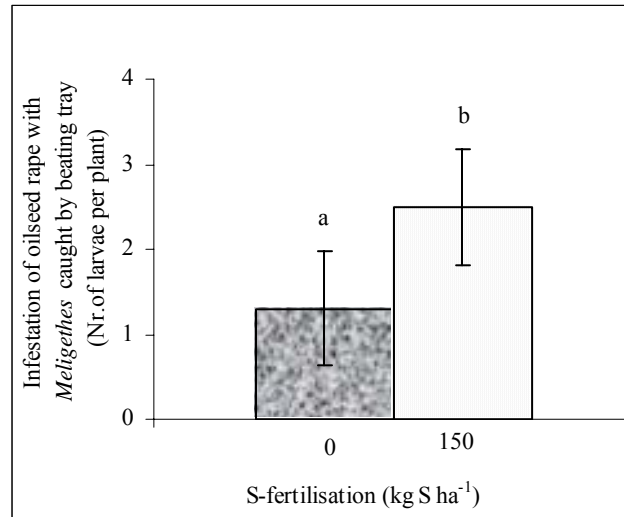 Infestation of oilseed rape with
Meligethes caught by beating tray
(Nr.of larvae per plant)
4
3
2
1
0
a
b
0
150
S-fertilisation (kg S ha⁻¹)